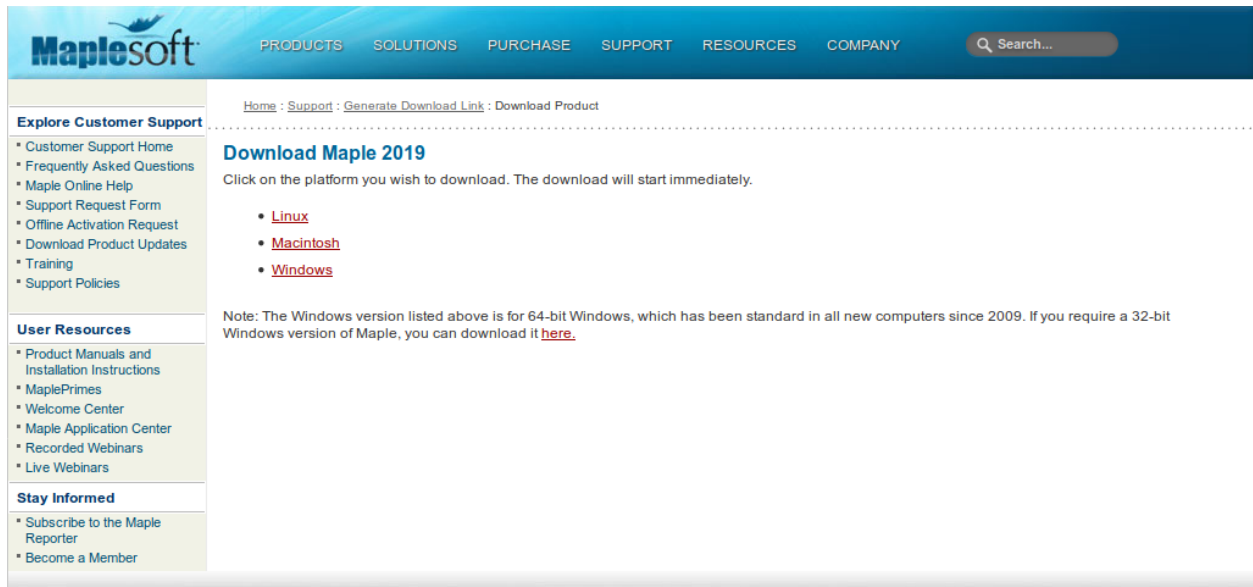 Maplesoft
PRODUCTS SOLUTIONS PURCHASE SUPPORT RESOURCES COMPANY Search...
Home : Support : Generate Download Link : Download Product
Explore Customer Support
Customer Support Home
Frequently Asked Questions
Maple Online Help
Support Request Form
Offline Activation Request
Download Product Updates
Training
Support Policies
User Resources
Product Manuals and
Installation Instructions
MaplePrimes
Welcome Center
Maple Application Center
Recorded Webinars
Live Webinars
Stay Informed
Subscribe to the Maple
Reporter
Become a Member
Download Maple 2019
Click on the platform you wish to download. The download will start immediately.
Linux
Macintosh
Windows
Note: The Windows version listed above is for 64-bit Windows, which has been standard in all new computers since 2009. If you require a 32-bit
Windows version of Maple, you can download it here.